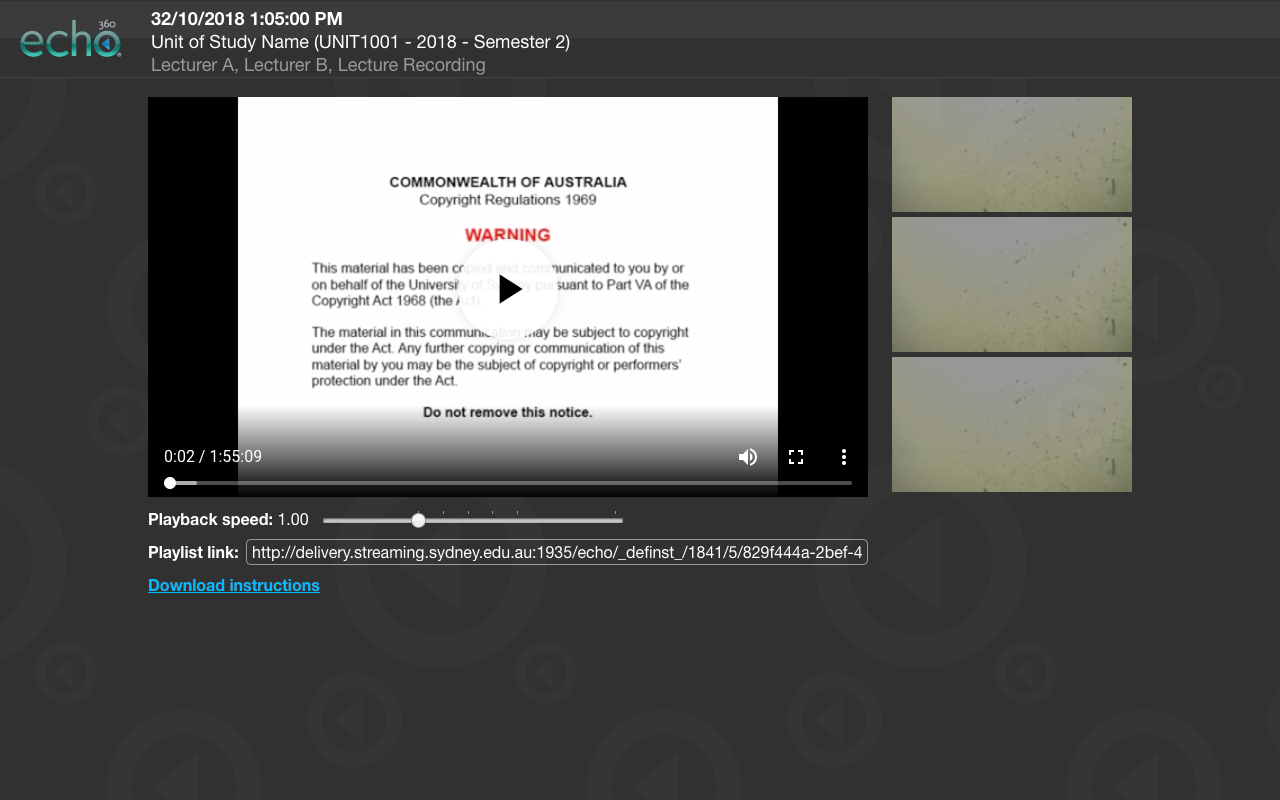 echo360
32/10/2018 1:05:00 PM
Unit of Study Name (UNIT1001 - 2018 - Semester 2)
Lecturer A, Lecturer B, Lecture Recording
COMMONWEALTH OF AUSTRALIA
Copyright Regulations 1969
WARNING
This material has been copied and communicated to you by or
on behalf of the University of Sydney pursuant to Part VA of the
Copyright Act 1968 (the Act).
The material in this communication may be subject to copyright
under the Act. Any further copying or communication of this
material by you may be the subject of copyright or performers'
protection under the Act.
Do not remove this notice.
0:02 / 1:55:09
Playback speed: 1.00
Playlist link: http://delivery.streaming.sydney.edu.au:1935/echo/_definst_/1841/5/829f444a-2bef-4
Download instructions